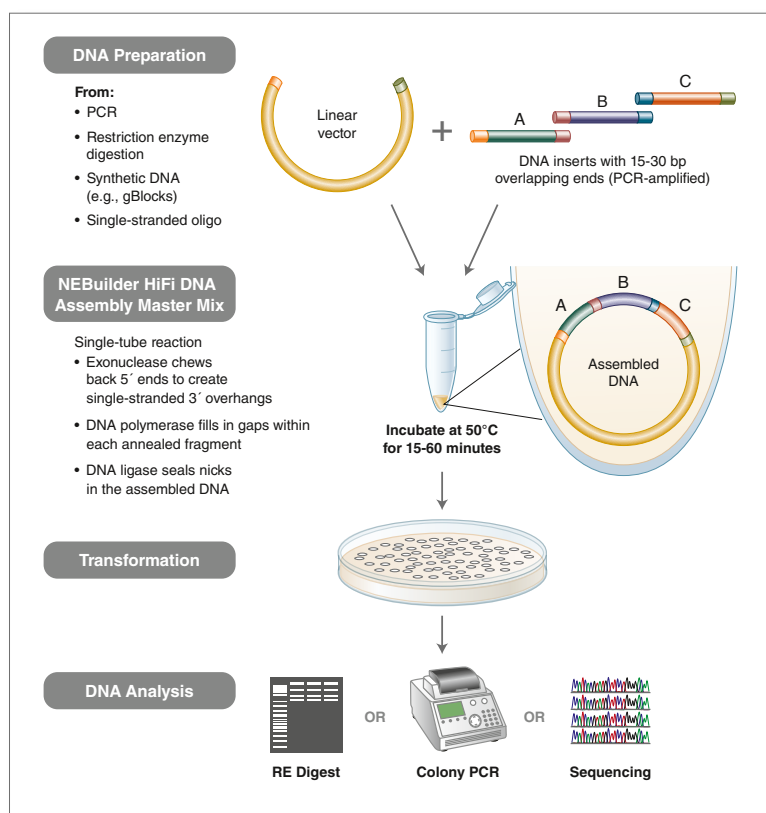 DNA Preparation
From:
• PCR
• Restriction enzyme
digestion
• Synthetic DNA
(e.g., gBlocks)
• Single-stranded oligo
Linear
vector
+
A
B
C
DNA inserts with 15-30 bp
overlapping ends (PCR-amplified)
NEBuilder HiFi DNA
Assembly Master Mix
Single-tube reaction
• Exonuclease chews
back 5´ ends to create
single-stranded 3´ overhangs
• DNA polymerase fills in gaps within
each annealed fragment
• DNA ligase seals nicks
in the assembled DNA
Incubate at 50°C
for 15-60 minutes
A
B
C
Assembled
DNA
Transformation
DNA Analysis
OR
OR
RE Digest
Colony PCR
Sequencing